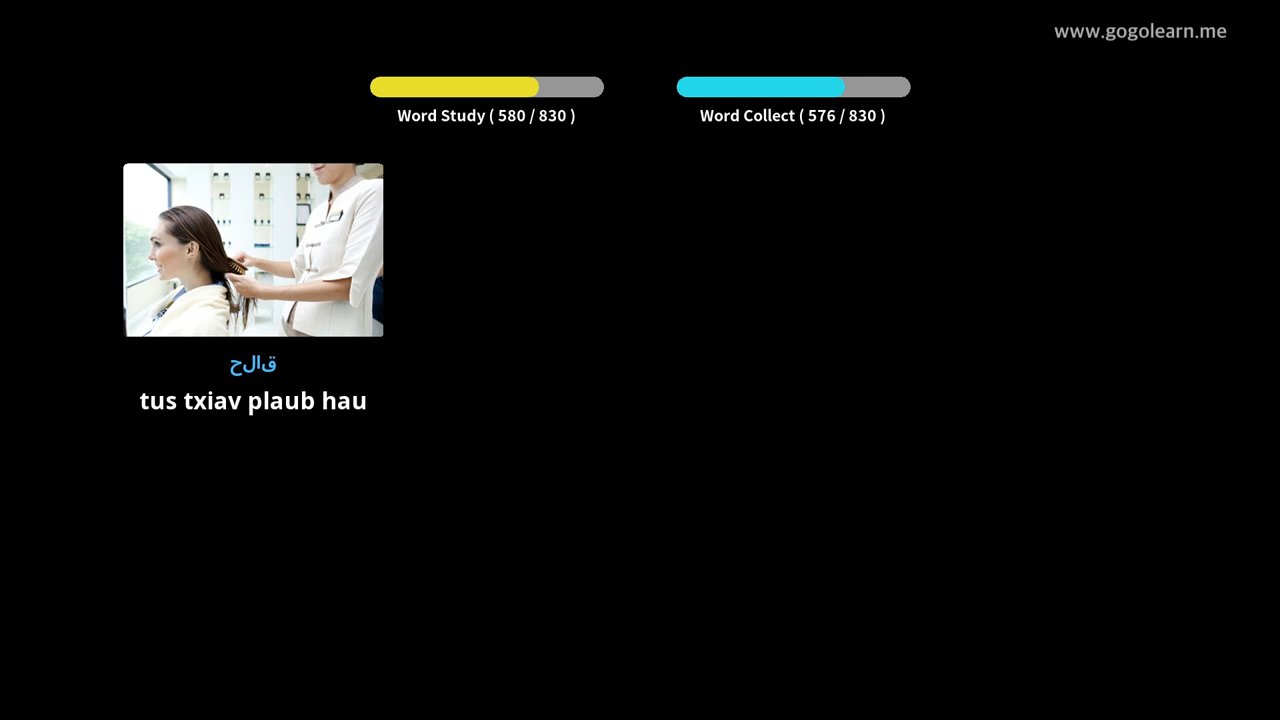 www.gogolearn.me
Word Study ( 580 / 830 )
Word Collect ( 576 / 830 )
قالح
tus txiav plaub hau